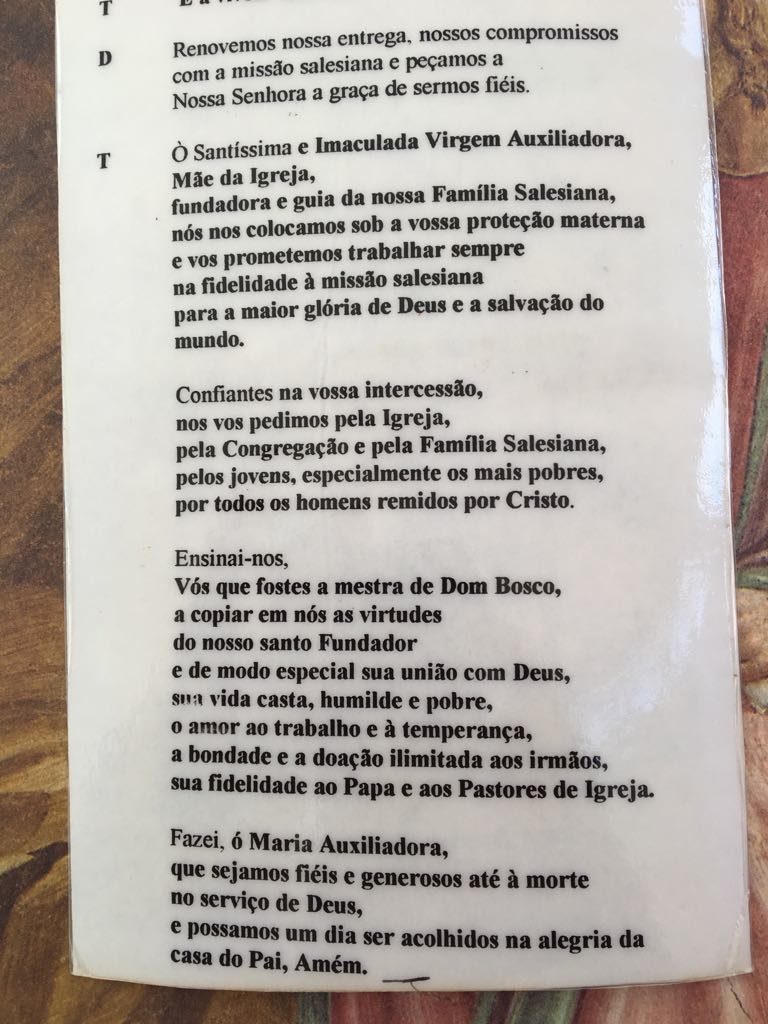 T
D Renovemos nossa entrega, nossos compromissos
com a missão salesiana e peçamos a
Nossa Senhora a graça de sermos fiéis.
T Ò Santíssima e Imaculada Virgem Auxiliadora,
Mãe da Igreja,
fundadora e guia da nossa Família Salesiana,
nós nos colocamos sob a vossa proteção materna
e vos prometemos trabalhar sempre
na fidelidade à missão salesiana
para a maior glória de Deus e a salvação do
mundo.
Confiantes na vossa intercessão,
nos vos pedimos pela Igreja,
pela Congregação e pela Família Salesiana,
pelos jovens, especialmente os mais pobres,
por todos os homens remidos por Cristo.
Ensinai-nos,
Vós que fostes a mestra de Dom Bosco,
a copiar em nós as virtudes
do nosso santo Fundador
e de modo especial sua união com Deus,
sua vida casta, humilde e pobre,
o amor ao trabalho e à temperança,
a bondade e a doação ilimitada aos irmãos,
sua fidelidade ao Papa e aos Pastores de Igreja.
Fazei, ó Maria Auxiliadora,
que sejamos fiéis e generosos até à morte
no serviço de Deus,
e possamos um dia ser acolhidos na alegria da
casa do Pai, Amém.